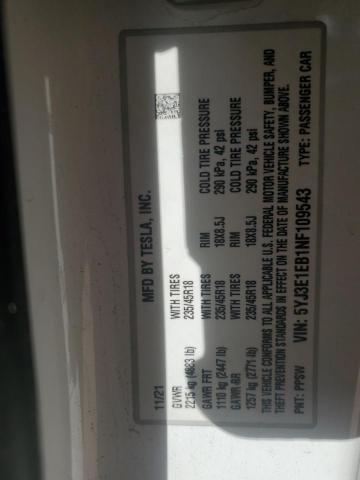 MFD BY TESLA, INC.
11/21
GVWR WITH TIRES RIM COLD TIRE PRESSURE
2215 kg (4883 lb) 235/45R18 18X8.5J 290 kPa, 42 psi
GAWR FRT WITH TIRES RIM COLD TIRE PRESSURE
1110 kg (2447 lb) 235/45R18 18X8.5J 290 kPa, 42 psi
GAWR RR
1257 kg (2771 lb) 235/45R18
THIS VEHICLE CONFORMS TO ALL APPLICABLE U.S. FEDERAL MOTOR VEHICLE SAFETY, BUMPER, AND
THEFT PREVENTION STANDARDS IN EFFECT ON THE DATE OF MANUFACTURE SHOWN ABOVE.
VIN: 5YJ3E1EB1NF109543
PNT: PPSW TYPE: PASSENGER CAR